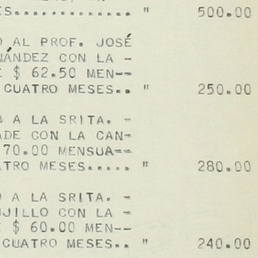 ES............. " 500.00
O AL PROF. JOSÉ
NÁNDEZ CON LA -
E $ 62.50 MEN--
CUATRO MESES.. " 250.00
A LA SRITA. -
ADE CON LA CAN-
70.00 MENSUA--
ATRO MESES..... " 280.00
O A LA SRITA. -
UJILLO CON LA -
E $ 60.00 MEN--
CUATRO MESES.. " 240.00